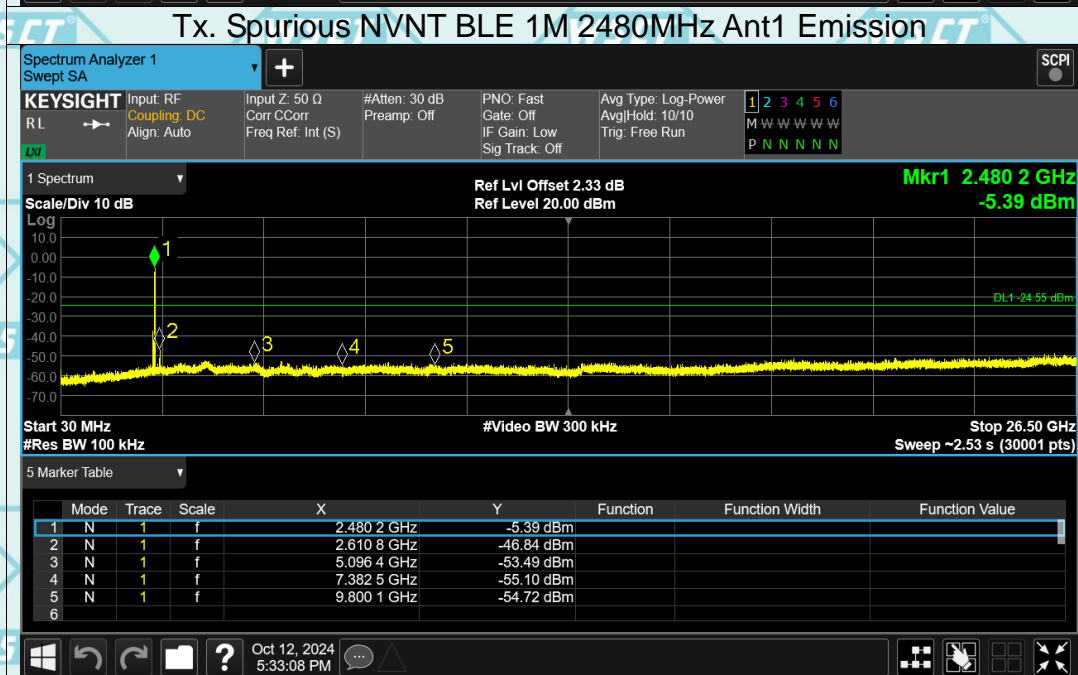 Tx. Spurious NVNT BLE 1M 2480MHz Ant1 Emission
Spectrum Analyzer 1
Swept SA
+
SCPI
KEYSIGHT
R L
LXI
Input: RF
Coupling: DC
Align: Auto
Input Z: 50 Ω
Corr CCorr
Freq Ref: Int (S)
#Atten: 30 dB
Preamp: Off
PNO: Fast
Gate: Off
IF Gain: Low
Sig Track: Off
Avg Type: Log-Power
Avg|Hold: 10/10
Trig: Free Run
1 2 3 4 5 6
M W W W W W
P N N N N N
1 Spectrum
Scale/Div 10 dB
Ref Lvl Offset 2.33 dB
Ref Level 20.00 dBm
Mkr1 2.480 2 GHz
-5.39 dBm
Log
10.0
0.00
-10.0
-20.0
-30.0
-40.0
-50.0
-60.0
-70.0
1
2
3
4
5
DL1 -24.55 dBm
Start 30 MHz
#Res BW 100 kHz
#Video BW 300 kHz
Stop 26.50 GHz
Sweep ~2.53 s (30001 pts)
5 Marker Table
Mode Trace Scale X Y Function Function Width Function Value
1 N 1 f 2.480 2 GHz -5.39 dBm
2 N 1 f 2.610 8 GHz -46.84 dBm
3 N 1 f 5.096 4 GHz -53.49 dBm
4 N 1 f 7.382 5 GHz -55.10 dBm
5 N 1 f 9.800 1 GHz -54.72 dBm
6
?
Oct 12, 2024
5:33:08 PM